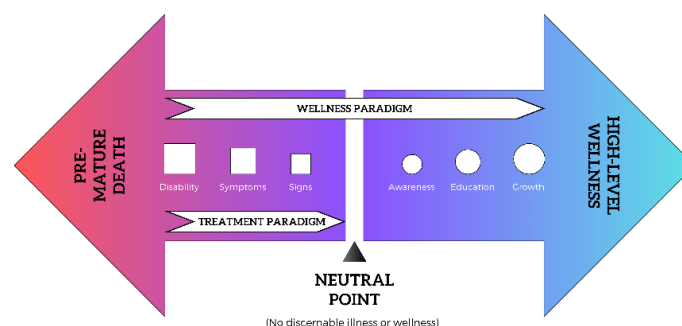 WELLNESS PARADIGM
PRE-
MATURE
DEATH
HIGH-LEVEL
WELLNESS
Disability
Symptoms
Signs
Awareness
Education
Growth
TREATMENT PARADIGM
NEUTRAL
POINT
(No discernable illness or wellness)